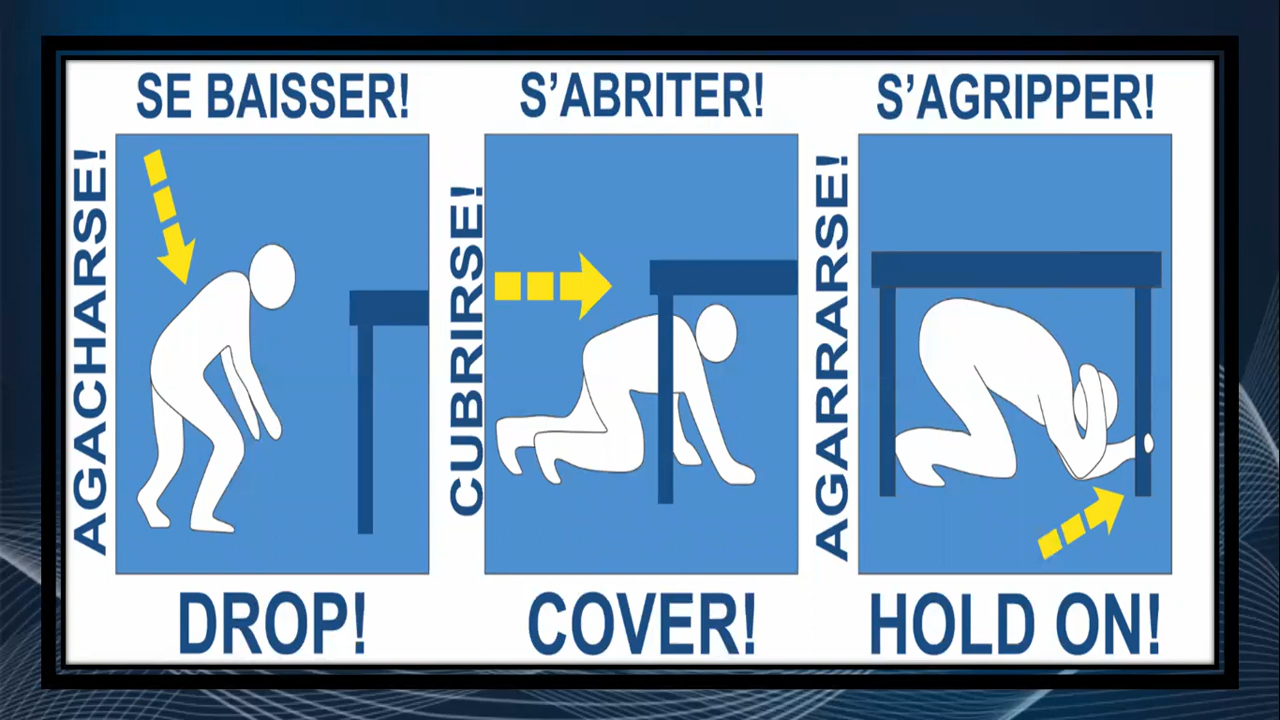 SE BAISSER!
AGACHARSE!
DROP!
S’ABRITER!
CUBRIRSE!
COVER!
S’AGRIPPER!
AGARRARSE!
HOLD ON!